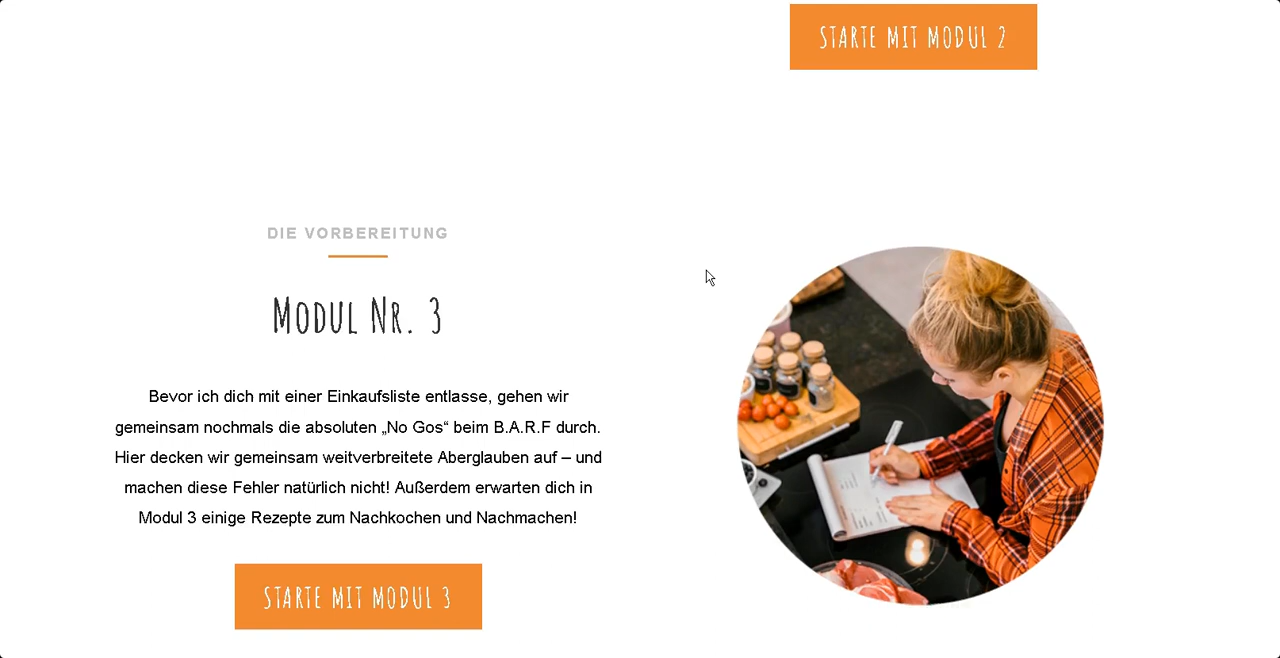 STARTE MIT MODUL 2
DIE VORBEREITUNG
MODUL NR. 3
Bevor ich dich mit einer Einkaufsliste entlasse, gehen wir
gemeinsam nochmals die absoluten „No Gos“ beim B.A.R.F durch.
Hier decken wir gemeinsam weitverbreitete Aberglauben auf – und
machen diese Fehler natürlich nicht! Außerdem erwarten dich in
Modul 3 einige Rezepte zum Nachkochen und Nachmachen!
STARTE MIT MODUL 3